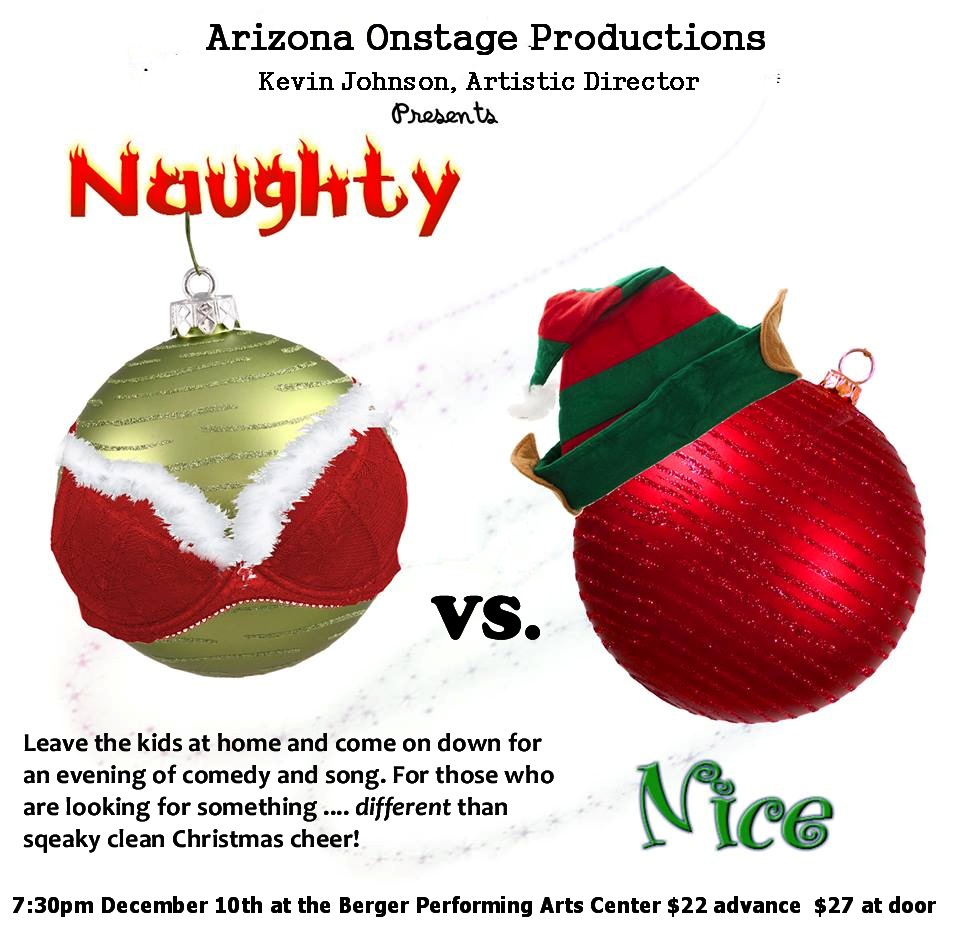 Arizona Onstage Productions
Kevin Johnson, Artistic Director
Presents
Naughty
vs.
Nice
Leave the kids at home and come on down for
an evening of comedy and song. For those who
are looking for something .... different than
sqeaky clean Christmas cheer!
7:30pm December 10th at the Berger Performing Arts Center $22 advance $27 at door